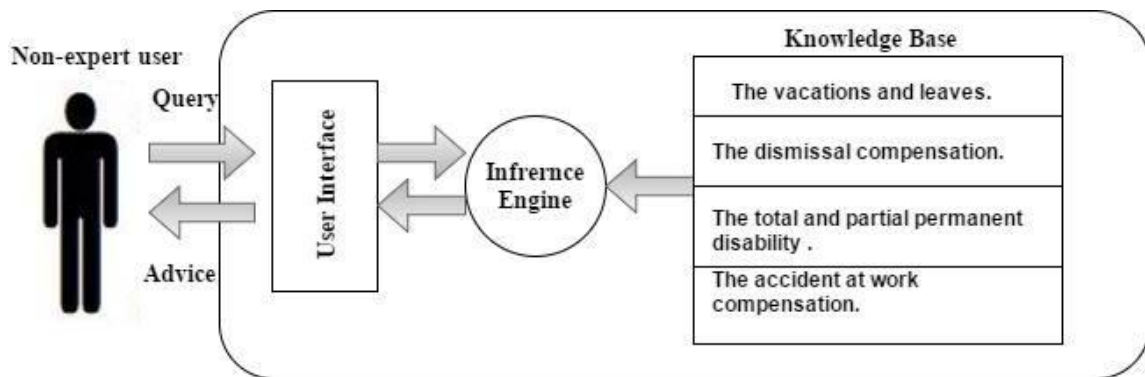 Knowledge Base
Non-expert user
Query
Advice
User Interface
Infrernce
Engine
The vacations and leaves.
The dismissal compensation.
The total and partial permanent
disability .
The accident at work
compensation.